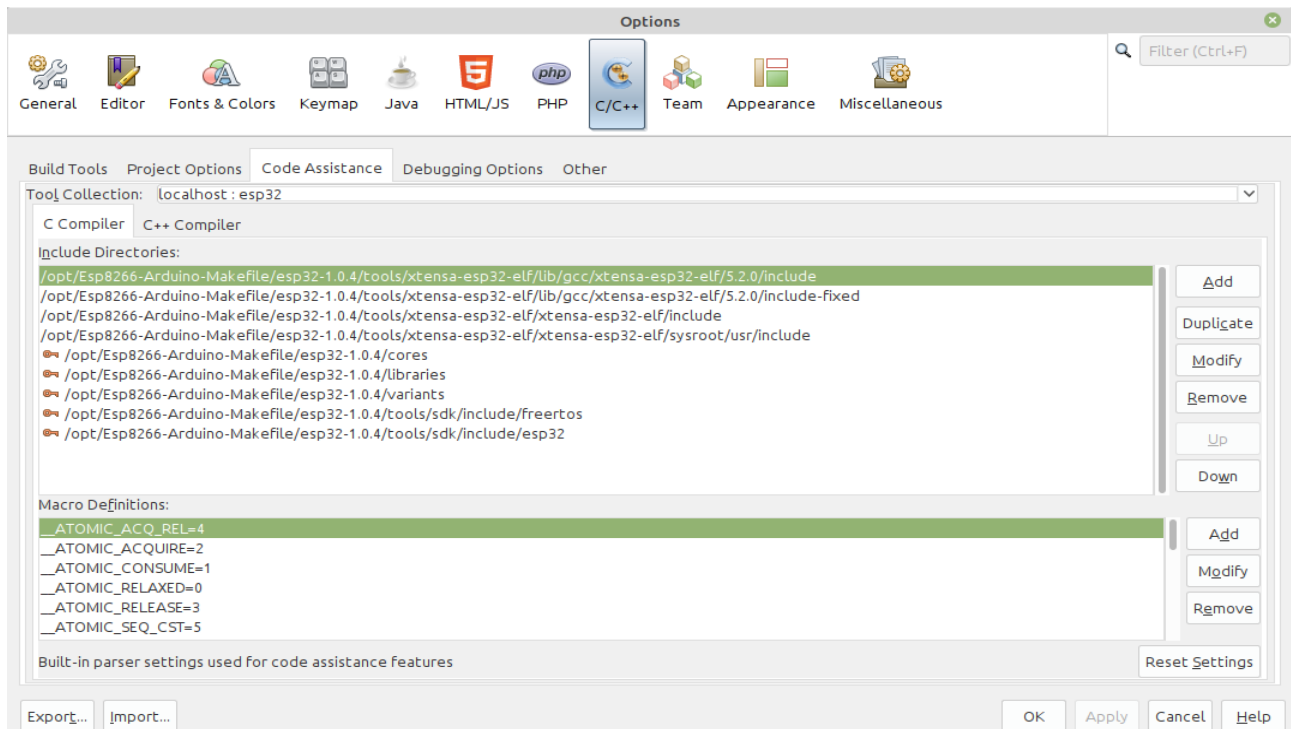 Options
Filter (Ctrl+F)
General Editor Fonts & Colors Keymap Java HTML/JS PHP C/C++ Team Appearance Miscellaneous
Build Tools Project Options Code Assistance Debugging Options Other
Tool Collection: localhost : esp32
C Compiler C++ Compiler
Include Directories:
/opt/Esp8266-Arduino-Makefile/esp32-1.0.4/tools/xtensa-esp32-elf/lib/gcc/xtensa-esp32-elf/5.2.0/include
/opt/Esp8266-Arduino-Makefile/esp32-1.0.4/tools/xtensa-esp32-elf/lib/gcc/xtensa-esp32-elf/5.2.0/include-fixed
/opt/Esp8266-Arduino-Makefile/esp32-1.0.4/tools/xtensa-esp32-elf/xtensa-esp32-elf/include
/opt/Esp8266-Arduino-Makefile/esp32-1.0.4/tools/xtensa-esp32-elf/xtensa-esp32-elf/sysroot/usr/include
/opt/Esp8266-Arduino-Makefile/esp32-1.0.4/cores
/opt/Esp8266-Arduino-Makefile/esp32-1.0.4/libraries
/opt/Esp8266-Arduino-Makefile/esp32-1.0.4/variants
/opt/Esp8266-Arduino-Makefile/esp32-1.0.4/tools/sdk/include/freertos
/opt/Esp8266-Arduino-Makefile/esp32-1.0.4/tools/sdk/include/esp32
Add
Duplicate
Modify
Remove
Up
Down
Macro Definitions:
__ATOMIC_ACQ_REL=4
__ATOMIC_ACQUIRE=2
__ATOMIC_CONSUME=1
__ATOMIC_RELAXED=0
__ATOMIC_RELEASE=3
__ATOMIC_SEQ_CST=5
Add
Modify
Remove
Built-in parser settings used for code assistance features
Reset Settings
Export... Import... OK Apply Cancel Help